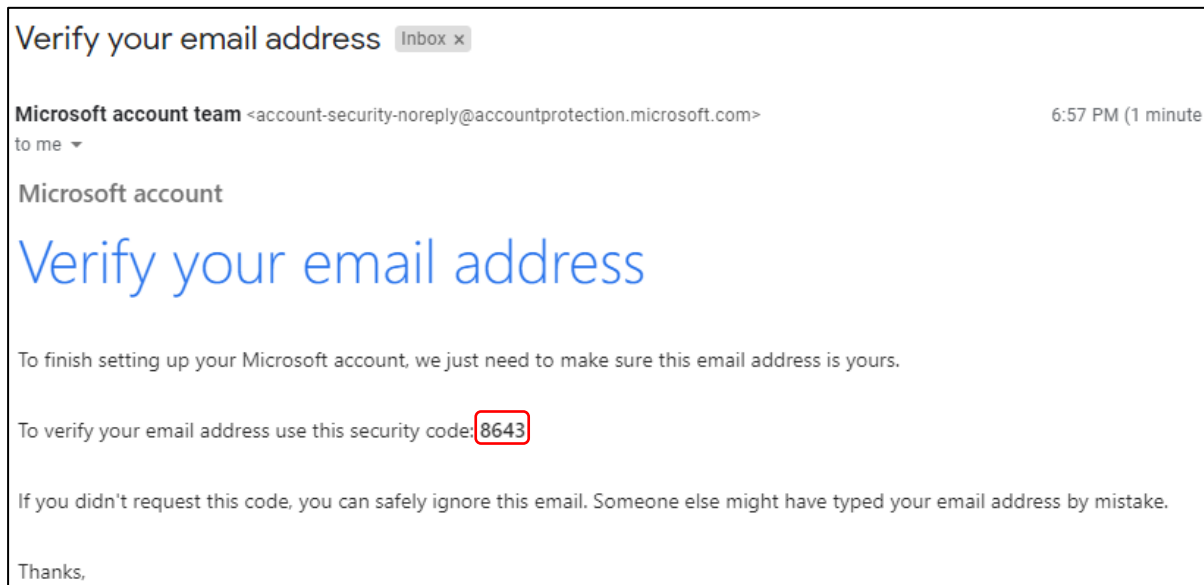 Verify your email address Inbox x
Microsoft account team <account-security-noreply@accountprotection.microsoft.com> 6:57 PM (1 minute
to me
Microsoft account
Verify your email address
To finish setting up your Microsoft account, we just need to make sure this email address is yours.
To verify your email address use this security code: 8643
If you didn't request this code, you can safely ignore this email. Someone else might have typed your email address by mistake.
Thanks,